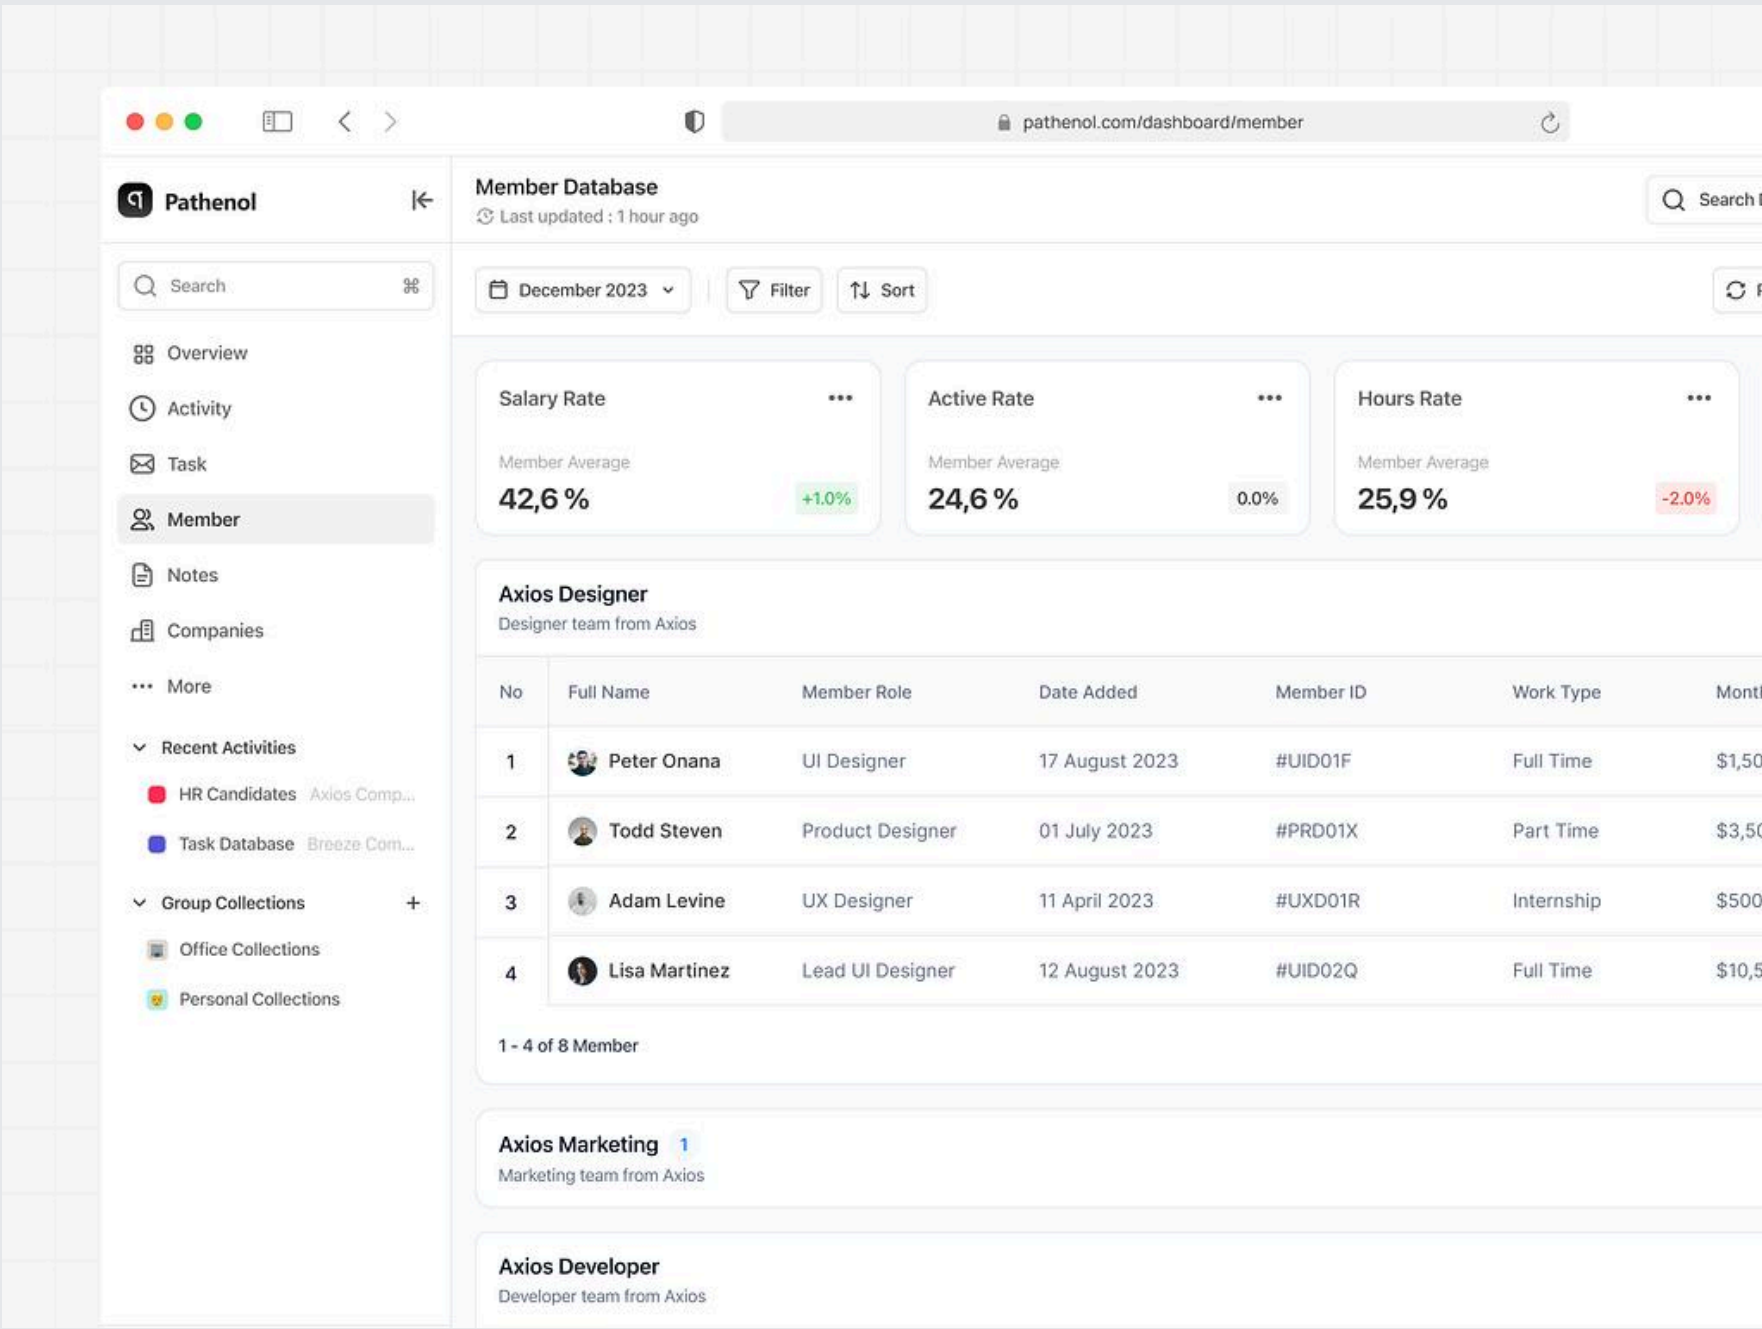 pathenol.com/dashboard/member
Pathenol
Search ⌘
Overview
Activity
Task
Member
Notes
Companies
More
Recent Activities
HR Candidates Axios Comp...
Task Database Breeze Com...
Group Collections +
Office Collections
Personal Collections
Member Database
Last updated : 1 hour ago
Search
December 2023
Filter
Sort
Salary Rate
Member Average
42,6 % +1.0%
Active Rate
Member Average
24,6 % 0.0%
Hours Rate
Member Average
25,9 % -2.0%
Axios Designer
Designer team from Axios
No Full Name Member Role Date Added Member ID Work Type
1 Peter Onana UI Designer 17 August 2023 #UID01F Full Time $1,50
2 Todd Steven Product Designer 01 July 2023 #PRD01X Part Time $3,50
3 Adam Levine UX Designer 11 April 2023 #UXD01R Internship $500
4 Lisa Martinez Lead UI Designer 12 August 2023 #UID02Q Full Time $10,5
1 - 4 of 8 Member
Axios Marketing 1
Marketing team from Axios
Axios Developer
Developer team from Axios